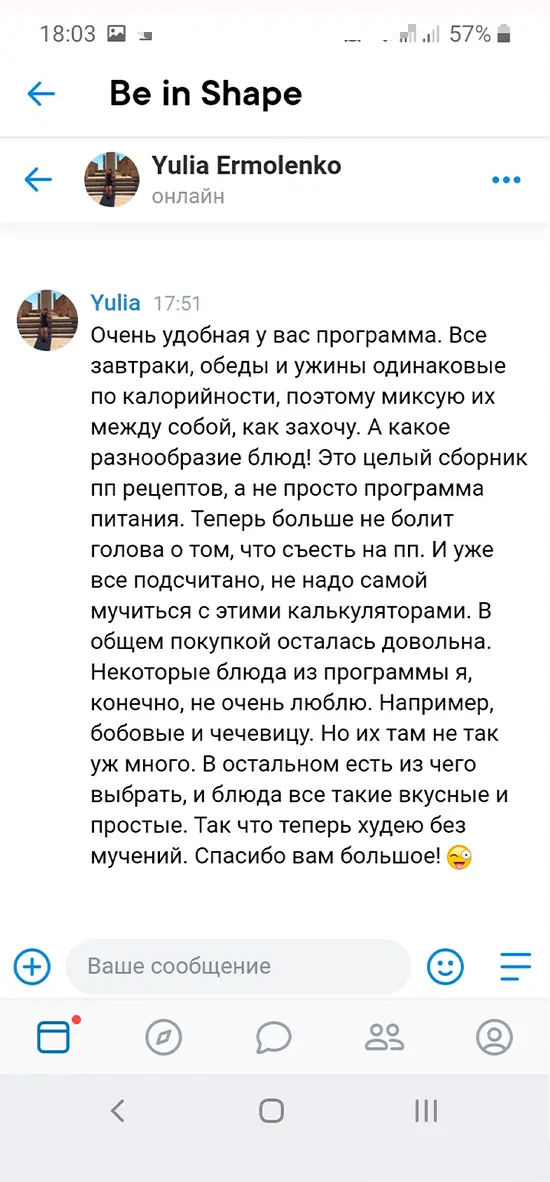 18:03
57%
Be in Shape
Yulia Ermolenko
онлайн
Yulia 17:51
Очень удобная у вас программа. Все
завтраки, обеды и ужины одинаковые
по калорийности, поэтому миксую их
между собой, как захочу. А какое
разнообразие блюд! Это целый сборник
пп рецептов, а не просто программа
питания. Теперь больше не болит
голова о том, что съесть на пп. И уже
все подсчитано, не надо самой
мучиться с этими калькуляторами. В
общем покупкой осталась довольна.
Некоторые блюда из программы я,
конечно, не очень люблю. Например,
бобовые и чечевицу. Но их там не так
уж много. В остальном есть из чего
выбрать, и блюда все такие вкусные и
простые. Так что теперь худею без
мучений. Спасибо вам большое! 😜
Ваше сообщение